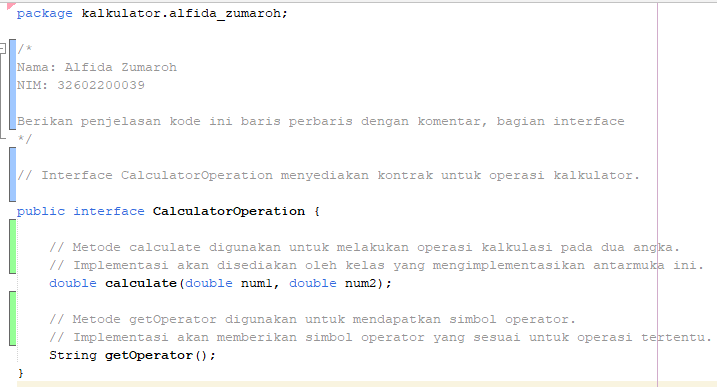 package kalkulator.alfida_zumaroh;
/*
Nama: Alfida Zumaroh
NIM: 32602200039
Berikan penjelasan kode ini baris perbaris dengan komentar, bagian interface
*/
// Interface CalculatorOperation menyediakan kontrak untuk operasi kalkulator.
public interface CalculatorOperation {
// Metode calculate digunakan untuk melakukan operasi kalkulasi pada dua angka.
// Implementasi akan disediakan oleh kelas yang mengimplementasikan antarmuka ini.
double calculate(double num1, double num2);
// Metode getOperator digunakan untuk mendapatkan simbol operator.
// Implementasi akan memberikan simbol operator yang sesuai untuk operasi tertentu.
String getOperator();
}